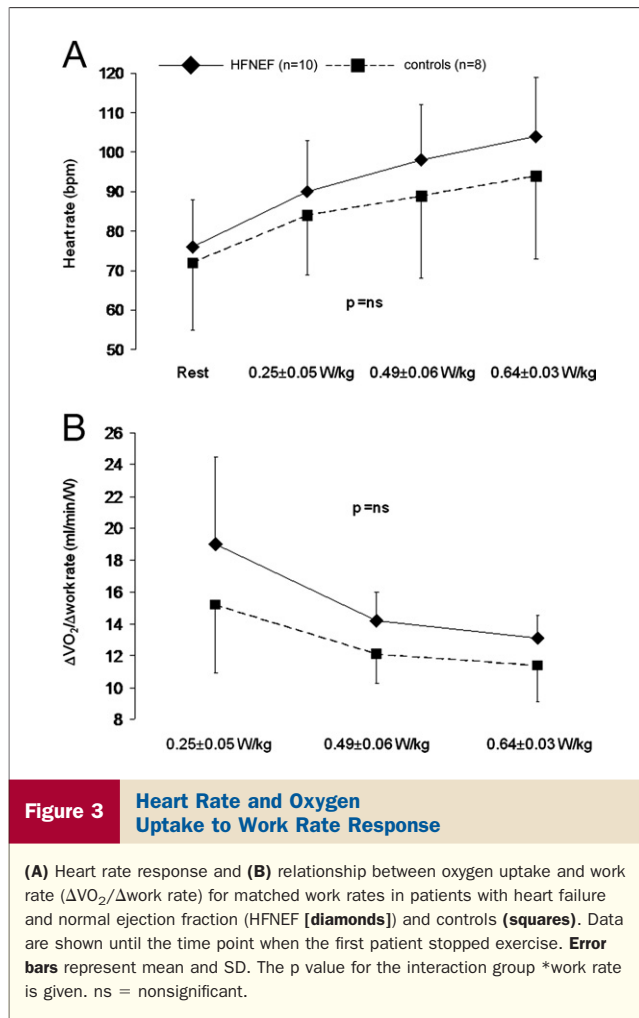 A
HFNEF (n=10) controls (n=8)
120
110
100
90
80
70
60
50
Heart rate (bpm)
p=ns
Rest 0.25±0.05 W/kg 0.49±0.06 W/kg 0.64±0.03 W/kg
B
26
24
22
20
18
16
14
12
10
8
ΔVO₂/Δwork rate (ml/min/W)
p=ns
0.25±0.05 W/kg 0.49±0.06 W/kg 0.64±0.03 W/kg
Figure 3 Heart Rate and Oxygen
Uptake to Work Rate Response
(A) Heart rate response and (B) relationship between oxygen uptake and work
rate (ΔVO₂/Δwork rate) for matched work rates in patients with heart failure
and normal ejection fraction (HFNEF [diamonds]) and controls (squares). Data
are shown until the time point when the first patient stopped exercise. Error
bars represent mean and SD. The p value for the interaction group *work rate
is given. ns = nonsignificant.